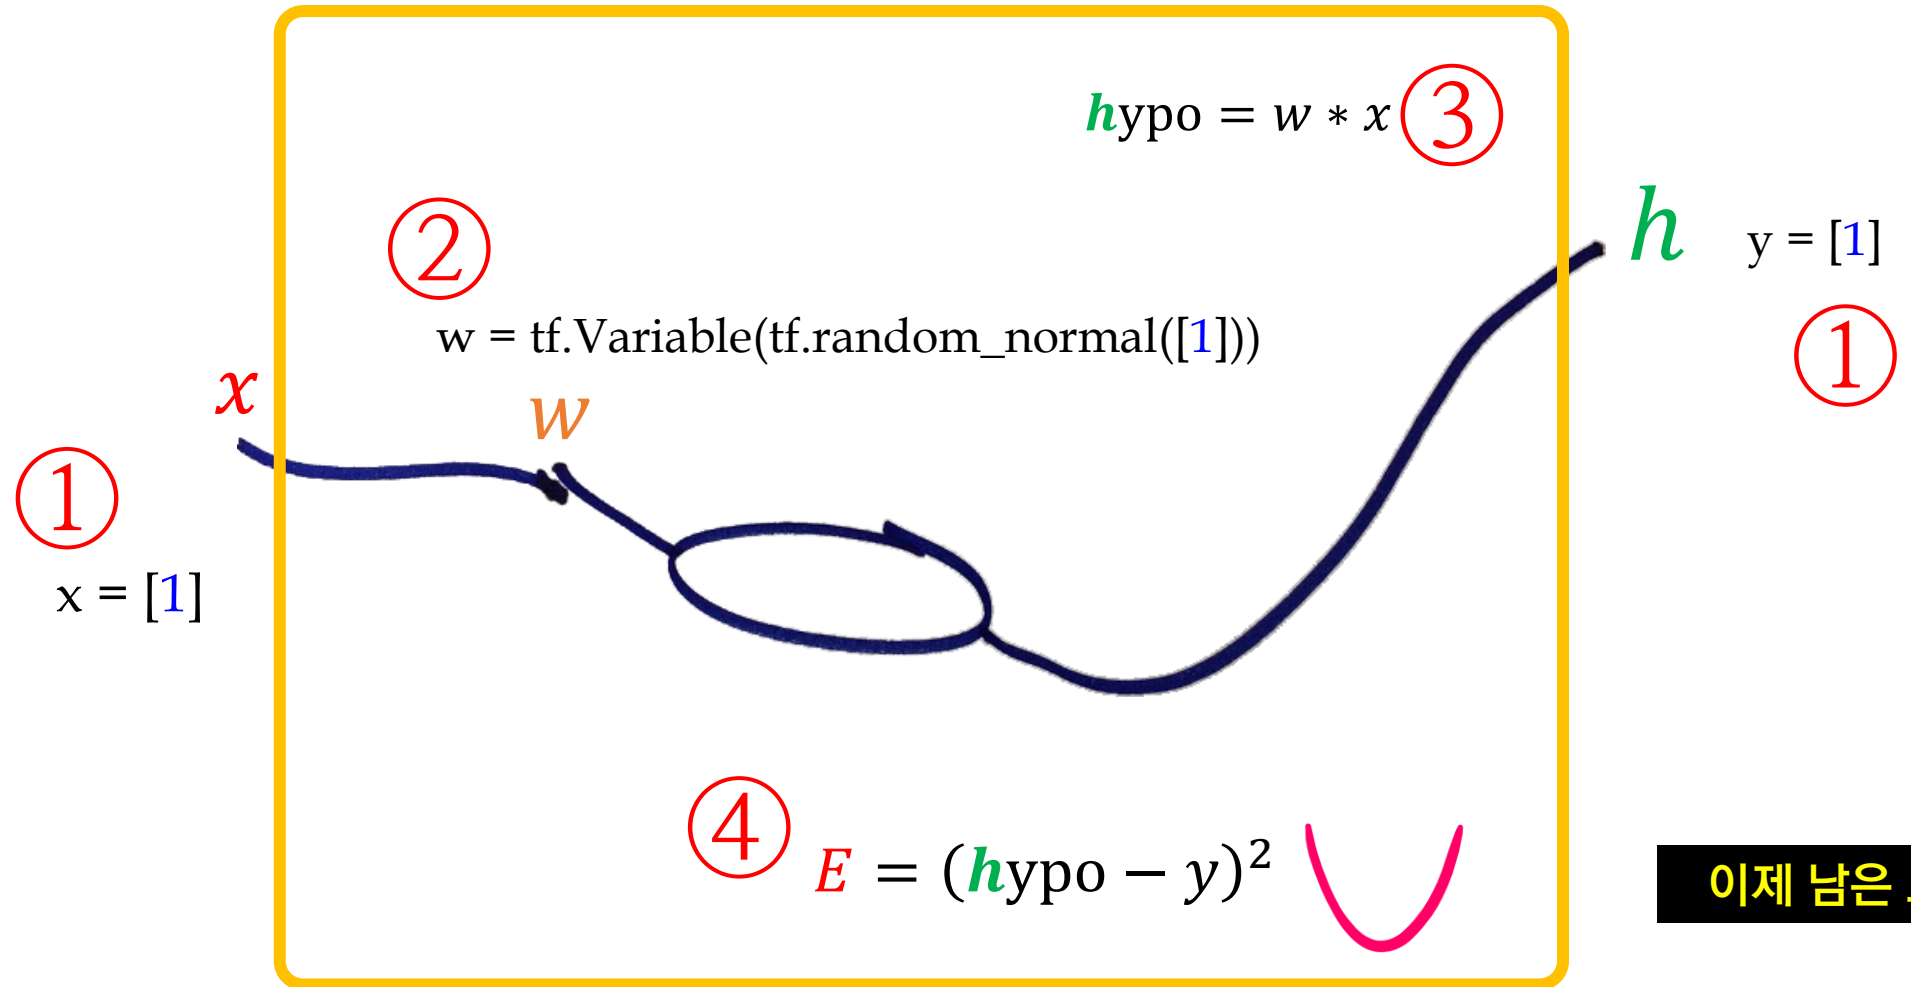 hypo = w * x ③
②
w = tf.Variable(tf.random_normal([1]))
h y = [1]
①
x
w
①
x = [1]
④ E = (hypo − y)²
이제 남은